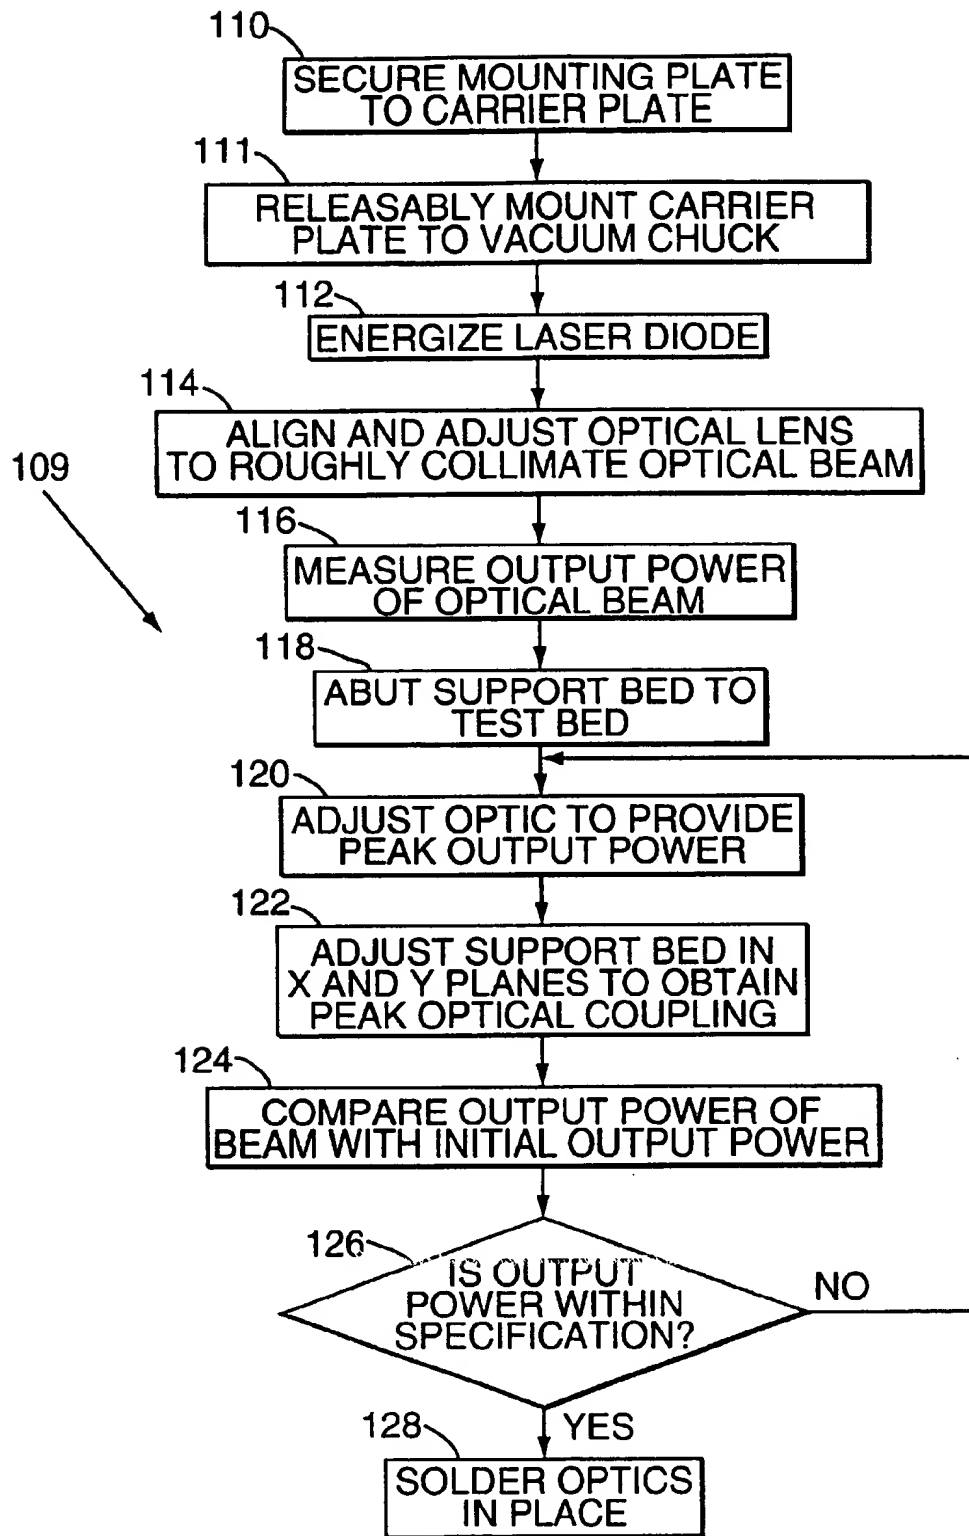 110
SECURE MOUNTING PLATE
TO CARRIER PLATE
111
RELEASABLY MOUNT CARRIER
PLATE TO VACUUM CHUCK
112
ENERGIZE LASER DIODE
114
ALIGN AND ADJUST OPTICAL LENS
TO ROUGHLY COLLIMATE OPTICAL BEAM
109
116
MEASURE OUTPUT POWER
OF OPTICAL BEAM
118
ABUT SUPPORT BED TO
TEST BED
120
ADJUST OPTIC TO PROVIDE
PEAK OUTPUT POWER
122
ADJUST SUPPORT BED IN
X AND Y PLANES TO OBTAIN
PEAK OPTICAL COUPLING
124
COMPARE OUTPUT POWER OF
BEAM WITH INITIAL OUTPUT POWER
126
IS OUTPUT
POWER WITHIN
SPECIFICATION?
NO
YES
128
SOLDER OPTICS
IN PLACE